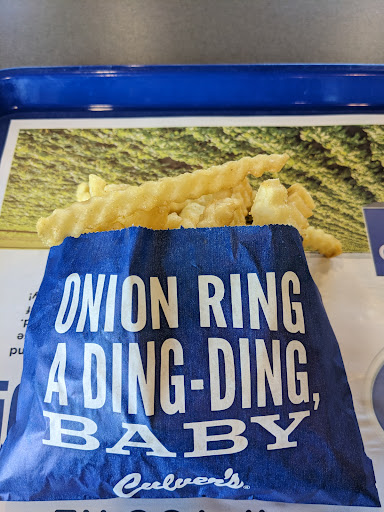 ONION RING
A DING-DING,
BABY
Culver's®